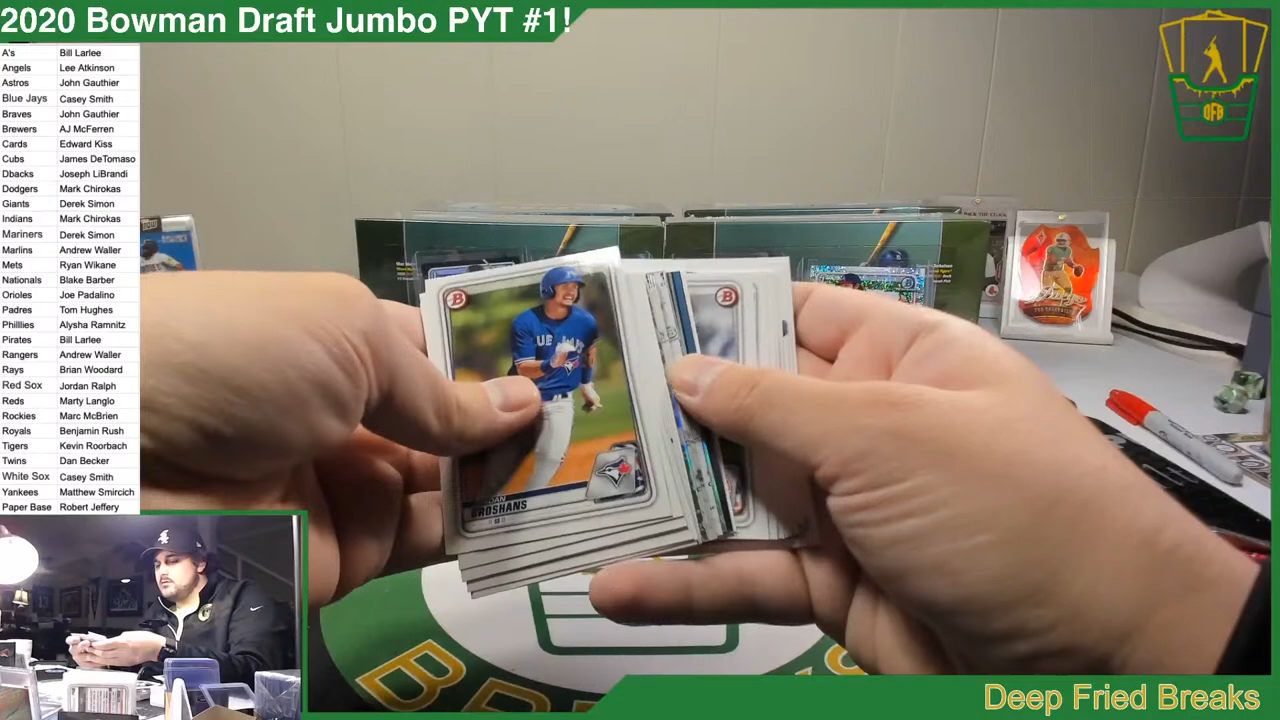 2020 Bowman Draft Jumbo PYT #1!
A's Bill Larlee
Angels Lee Atkinson
Astros John Gauthier
Blue Jays Casey Smith
Braves John Gauthier
Brewers AJ McFerren
Cards Edward Kiss
Cubs James DeTomaso
Dbacks Joseph LiBrandi
Dodgers Mark Chirokas
Giants Derek Simon
Indians Mark Chirokas
Mariners Derek Simon
Marlins Andrew Waller
Mets Ryan Wikane
Nationals Blake Barber
Orioles Joe Padalino
Padres Tom Hughes
Philllies Alysha Ramnitz
Pirates Bill Larlee
Rangers Andrew Waller
Rays Brian Woodard
Red Sox Jordan Ralph
Reds Marty Langlo
Rockies Marc McBrien
Royals Benjamin Rush
Tigers Kevin Roorbach
Twins Dan Becker
White Sox Casey Smith
Yankees Matthew Smircich
Paper Base Robert Jeffery
DFB
B
BLUE JAYS
DAN
GROSHANS
B
Deep Fried Breaks